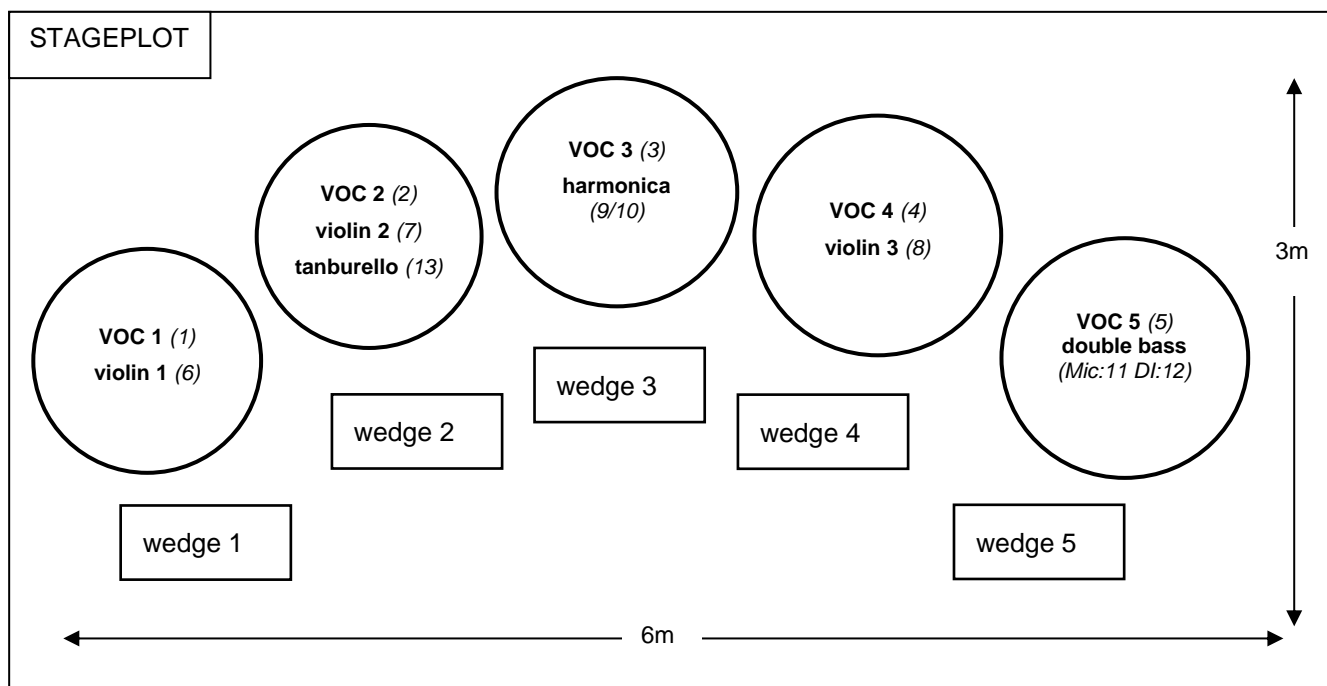 STAGEPLOT
VOC 1 (1)
violin 1 (6)
VOC 2 (2)
violin 2 (7)
tanburello (13)
VOC 3 (3)
harmonica
(9/10)
VOC 4 (4)
violin 3 (8)
VOC 5 (5)
double bass
(Mic:11 DI:12)
wedge 1
wedge 2
wedge 3
wedge 4
wedge 5
3m
6m